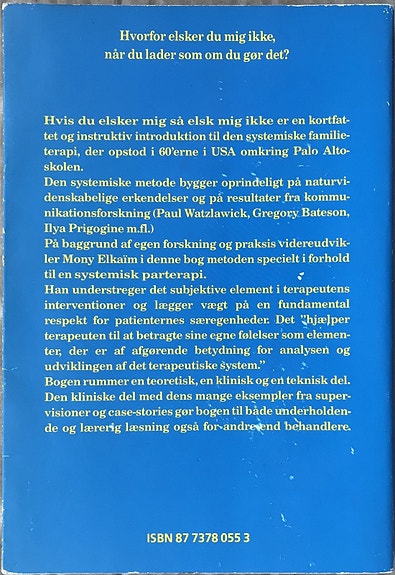 Hvorfor elsker du mig ikke,
når du lader som om du gør det?
Hvis du elsker mig så elsk mig ikke er en kortfat-
tet og instruktiv introduktion til den systemiske familie-
terapi, der opstod i 60'erne i USA omkring Palo Alto-
skolen.
Den systemiske metode bygger oprindeligt på naturvi-
denskabelige erkendelser og på resultater fra kommu-
nikationsforskning (Paul Watzlawick, Gregory Bateson,
Ilya Prigogine m.fl.)
På baggrund af egen forskning og praksis videreudvik-
ler Mony Elkaïm i denne bog metoden specielt i forhold
til en systemisk parterapi.
Han understreger det subjektive element i terapeutens
interventioner og lægger vægt på en fundamental
respekt for patienternes særegenheder. Det "hjælper
terapeuten til at betragte sine egne følelser som elemen-
ter, der er af afgørende betydning for analysen og
udviklingen af det terapeutiske system."
Bogen rummer en teoretisk, en klinisk og en teknisk del.
Den kliniske del med dens mange eksempler fra super-
visioner og case-stories gør bogen til både underholden-
de og lærerig læsning også for andre end behandlere.
ISBN 87 7378 055 3